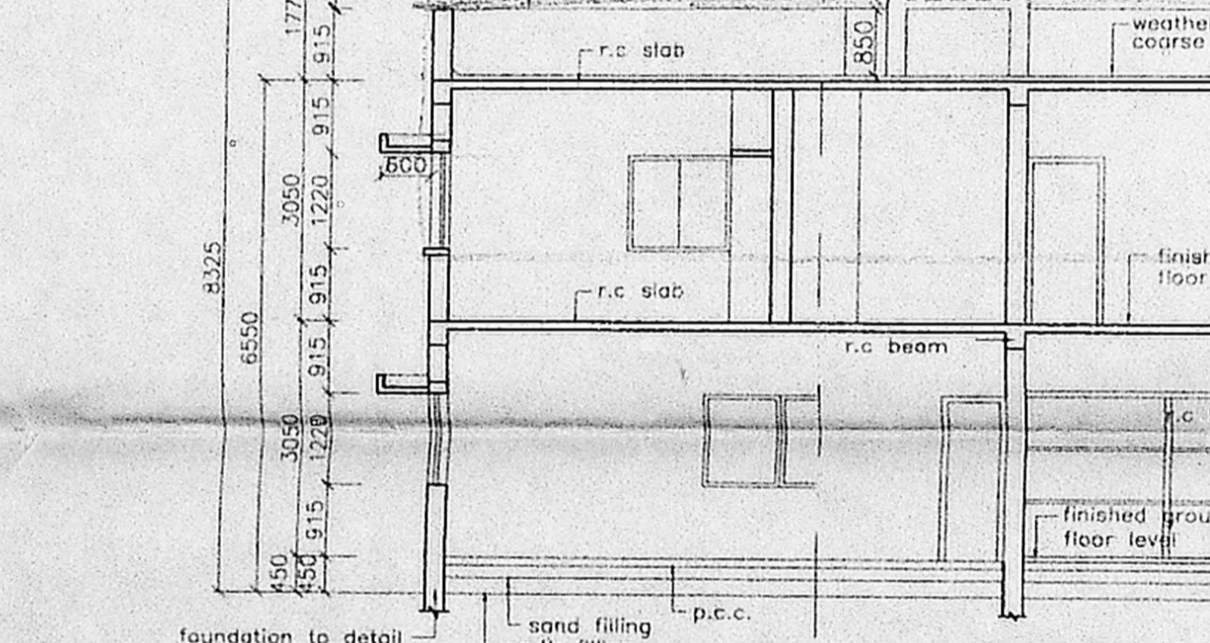 177
915
r.c slab
850
weather
coarse
915
600
1220
3050
8325
915
r.c slab
finish
floor
6550
915
r.c beam
3050
1220
r.c
915
finished grou
floor level
450
450
p.c.c.
sand filling
foundation to detail